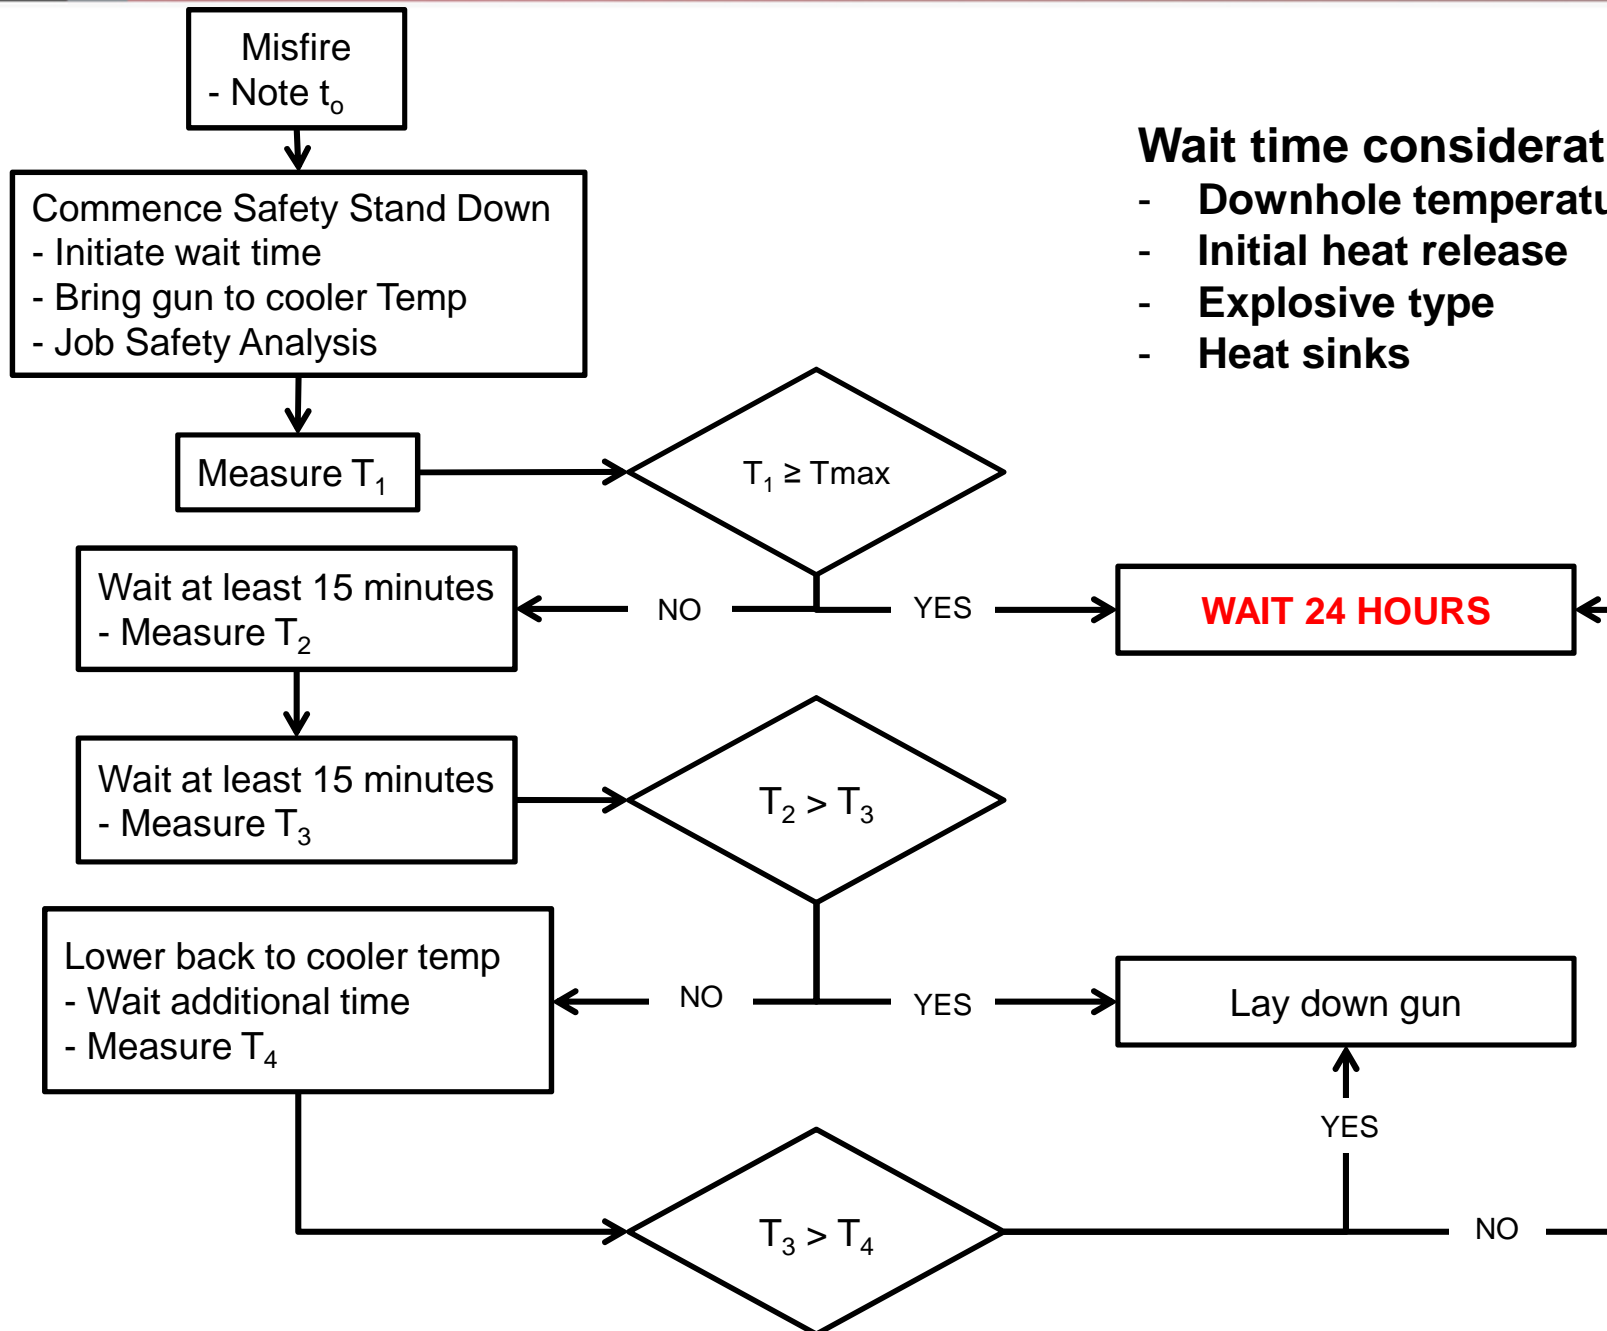 Misfire
- Note to
Commence Safety Stand Down
- Initiate wait time
- Bring gun to cooler Temp
- Job Safety Analysis
Wait time considerat
- Downhole temperatu
- Initial heat release
- Explosive type
- Heat sinks
Measure T1
T1 ≥ Tmax
Wait at least 15 minutes
- Measure T2
NO
YES
WAIT 24 HOURS
Wait at least 15 minutes
- Measure T3
T2 > T3
Lower back to cooler temp
- Wait additional time
- Measure T4
NO
YES
Lay down gun
YES
T3 > T4
NO